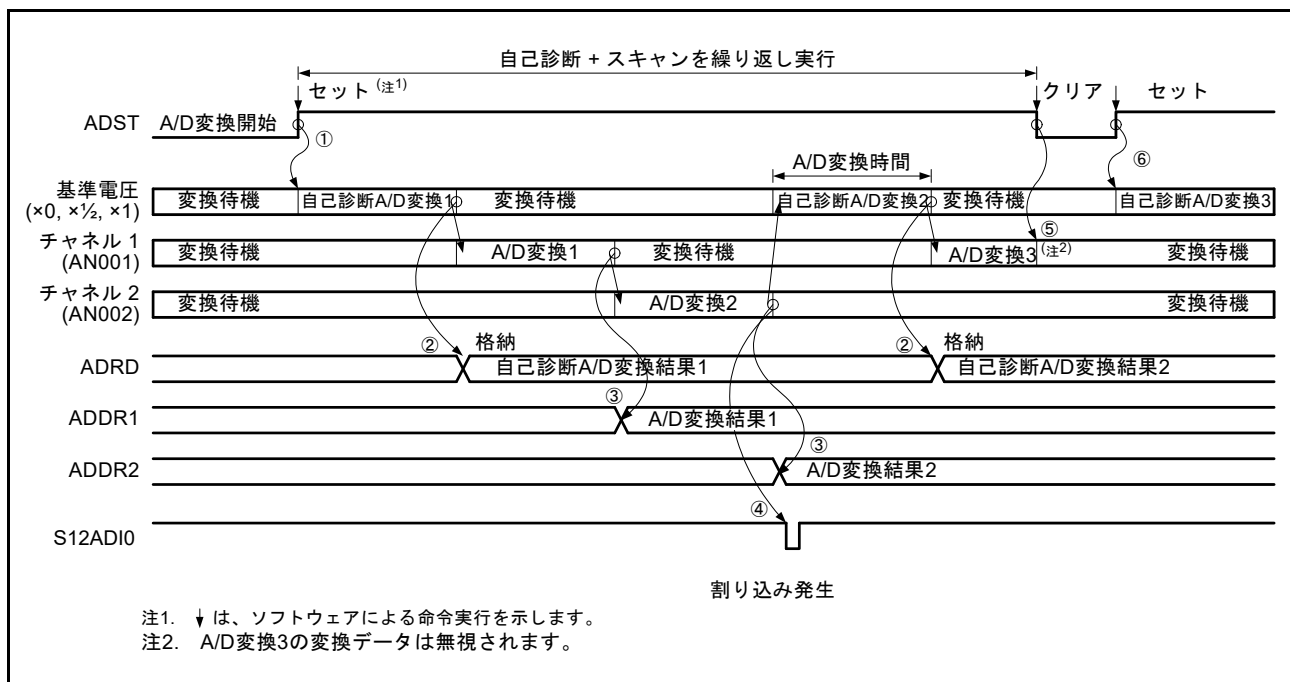 自己診断 + スキャンを繰り返し実行
セット (注1)
クリア
セット
ADST
A/D変換開始
①
⑥
A/D変換時間
基準電圧
(×0, ×½, ×1)
変換待機
自己診断A/D変換1
変換待機
自己診断A/D変換2
変換待機
自己診断A/D変換3
チャネル 1
(AN001)
変換待機
A/D変換1
変換待機
A/D変換3 (注2)
⑤
変換待機
チャネル 2
(AN002)
変換待機
A/D変換2
変換待機
ADRD
②
格納
自己診断A/D変換結果1
②
格納
自己診断A/D変換結果2
ADDR1
③
A/D変換結果1
ADDR2
③
A/D変換結果2
S12ADI0
④
割り込み発生
注1. ↓ は、ソフトウェアによる命令実行を示します。
注2. A/D変換3の変換データは無視されます。